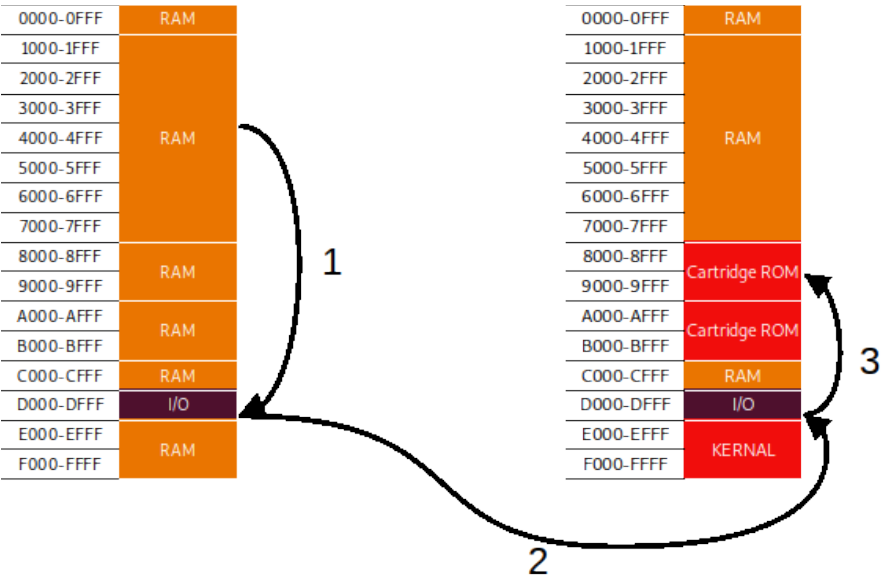 0000-0FFF RAM
1000-1FFF
2000-2FFF
3000-3FFF
4000-4FFF RAM
5000-5FFF
6000-6FFF
7000-7FFF
8000-8FFF
RAM
9000-9FFF
A000-AFFF
RAM
B000-BFFF
C000-CFFF RAM
D000-DFFF I/O
E000-EFFF
RAM
F000-FFFF
1
2
0000-0FFF RAM
1000-1FFF
2000-2FFF
3000-3FFF
4000-4FFF RAM
5000-5FFF
6000-6FFF
7000-7FFF
8000-8FFF
Cartridge ROM
9000-9FFF
A000-AFFF
Cartridge ROM
B000-BFFF
C000-CFFF RAM
D000-DFFF I/O
E000-EFFF
KERNAL
F000-FFFF
3